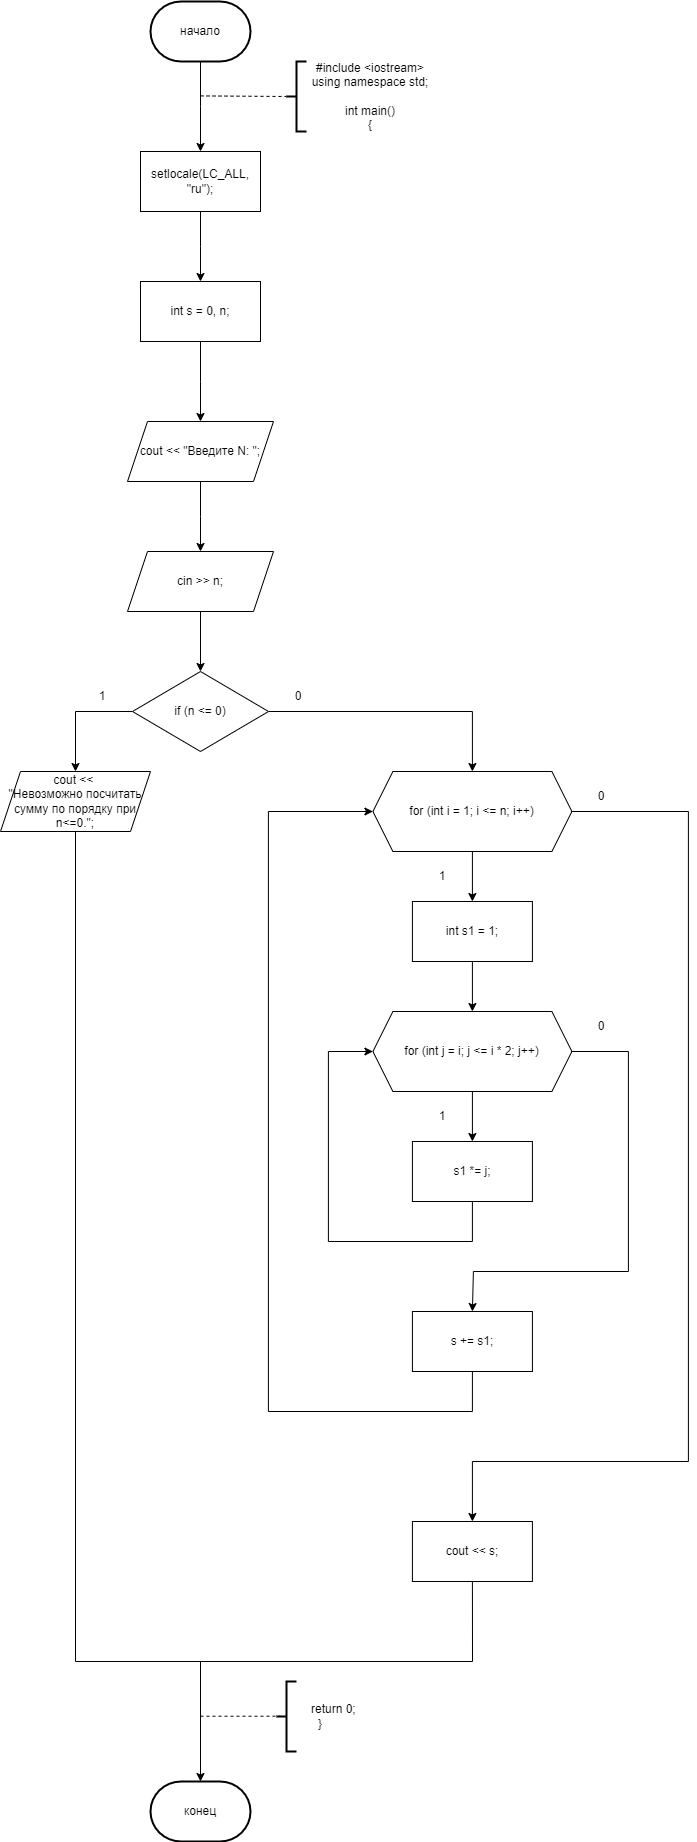 начало
#include <iostream>
using namespace std;
int main()
{
setlocale(LC_ALL,
"ru");
int s = 0, n;
cout << "Введите N: ";
cin >> n;
1
if (n <= 0)
0
cout <<
"Невозможно посчитать
сумму по порядку при
n<=0.";
for (int i = 1; i <= n; i++)
0
1
int s1 = 1;
for (int j = i; j <= i * 2; j++)
0
1
s1 *= j;
s += s1;
cout << s;
return 0;
}
конец